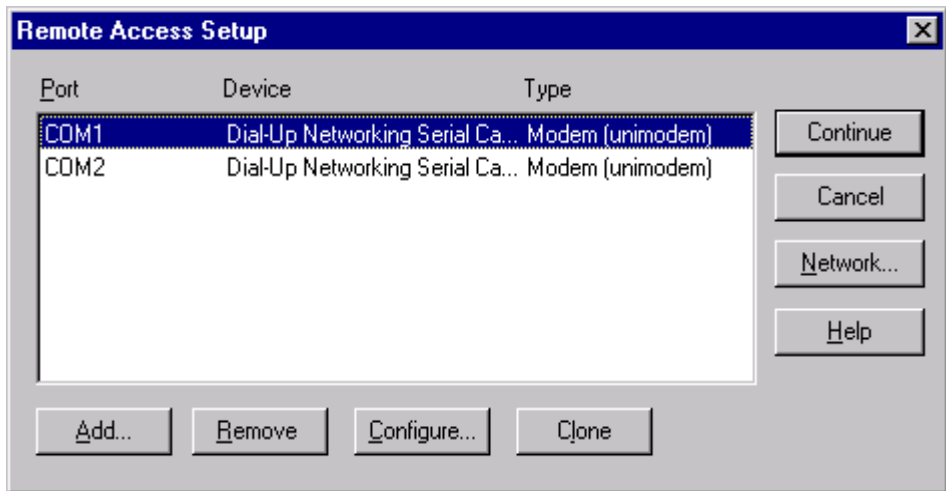 Remote Access Setup
Port Device Type
COM1 Dial-Up Networking Serial Ca... Modem (unimodem)
COM2 Dial-Up Networking Serial Ca... Modem (unimodem)
Continue
Cancel
Network...
Help
Add... Remove Configure... Clone